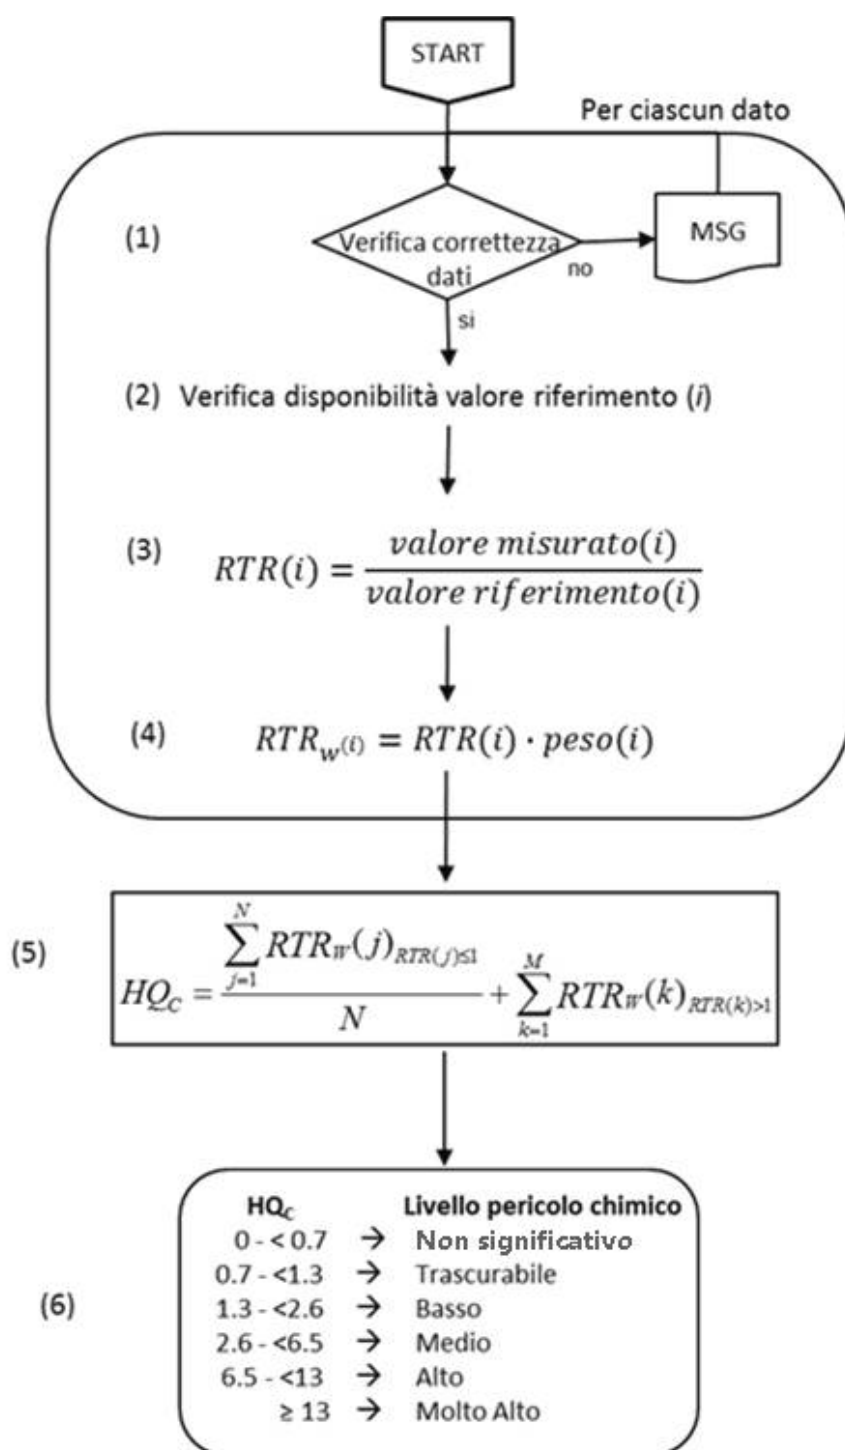 START
Per ciascun dato
(1)
Verifica correttezza
dati
no
MSG
si
(2) Verifica disponibilità valore riferimento (i)
(3)
RTR(i) = valore misurato(i) / valore riferimento(i)
(4) RTR_w(i) = RTR(i) · peso(i)
(5)
HQ_C = ∑_{j=1}^{N} RTR_W(j)_{RTR(j)≤1} / N + ∑_{k=1}^{M} RTR_W(k)_{RTR(k)>1}
HQ_C Livello pericolo chimico
0 - < 0.7 → Non significativo
0.7 - <1.3 → Trascurabile
(6) 1.3 - <2.6 → Basso
2.6 - <6.5 → Medio
6.5 - <13 → Alto
≥ 13 → Molto Alto